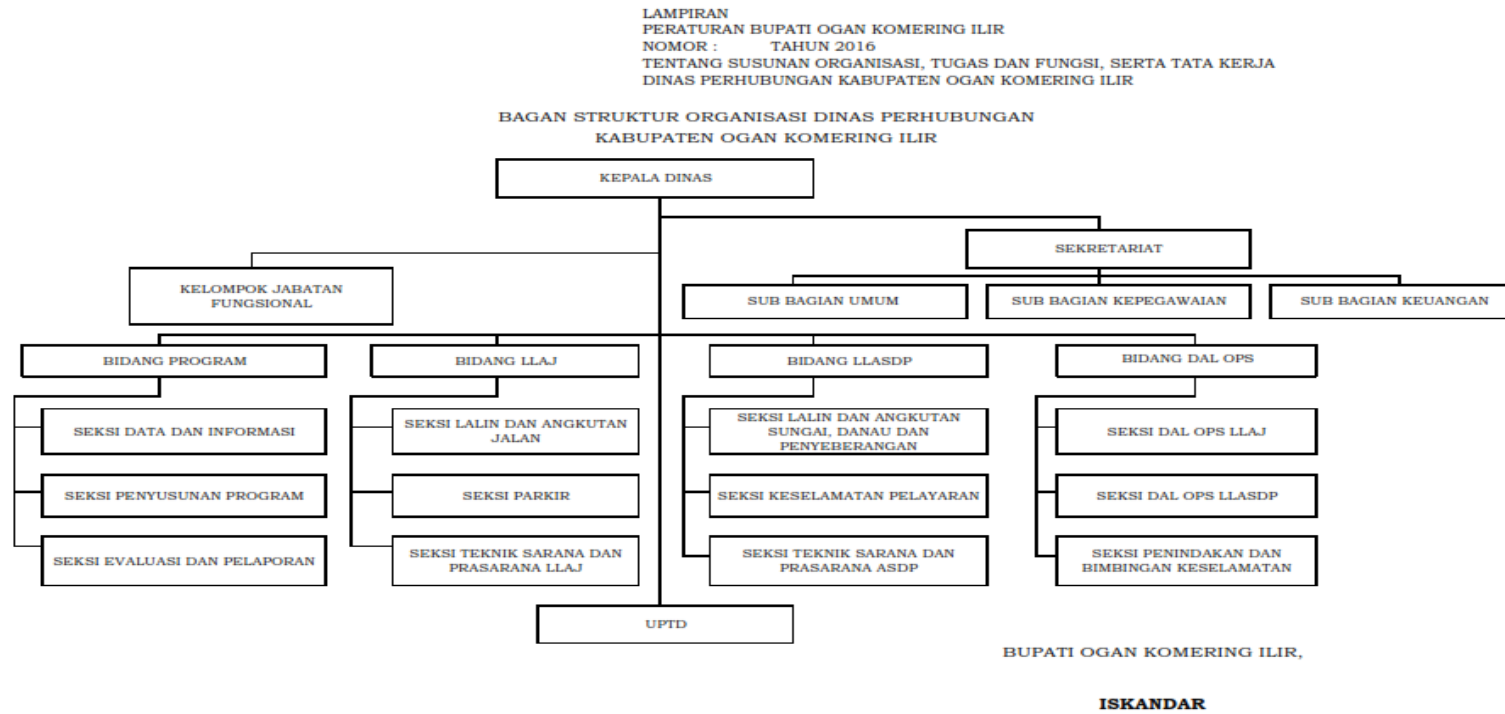 LAMPIRAN
PERATURAN BUPATI OGAN KOMERING ILIR
NOMOR : TAHUN 2016
TENTANG SUSUNAN ORGANISASI, TUGAS DAN FUNGSI, SERTA TATA KERJA
DINAS PERHUBUNGAN KABUPATEN OGAN KOMERING ILIR
BAGAN STRUKTUR ORGANISASI DINAS PERHUBUNGAN
KABUPATEN OGAN KOMERING ILIR
KEPALA DINAS
SEKRETARIAT
KELOMPOK JABATAN
FUNGSIONAL
SUB BAGIAN UMUM
SUB BAGIAN KEPEGAWAIAN
SUB BAGIAN KEUANGAN
BIDANG PROGRAM
BIDANG LLAJ
BIDANG LLASDP
BIDANG DAL OPS
SEKSI DATA DAN INFORMASI
SEKSI LALIN DAN ANGKUTAN
JALAN
SEKSI LALIN DAN ANGKUTAN
SUNGAI, DANAU DAN
PENYEBERANGAN
SEKSI DAL OPS LLAJ
SEKSI PENYUSUNAN PROGRAM
SEKSI PARKIR
SEKSI KESELAMATAN PELAYARAN
SEKSI DAL OPS LLASDP
SEKSI EVALUASI DAN PELAPORAN
SEKSI TEKNIK SARANA DAN
PRASARANA LLAJ
SEKSI TEKNIK SARANA DAN
PRASARANA ASDP
SEKSI PENINDAKAN DAN
BIMBINGAN KESELAMATAN
UPTD
BUPATI OGAN KOMERING ILIR,
ISKANDAR